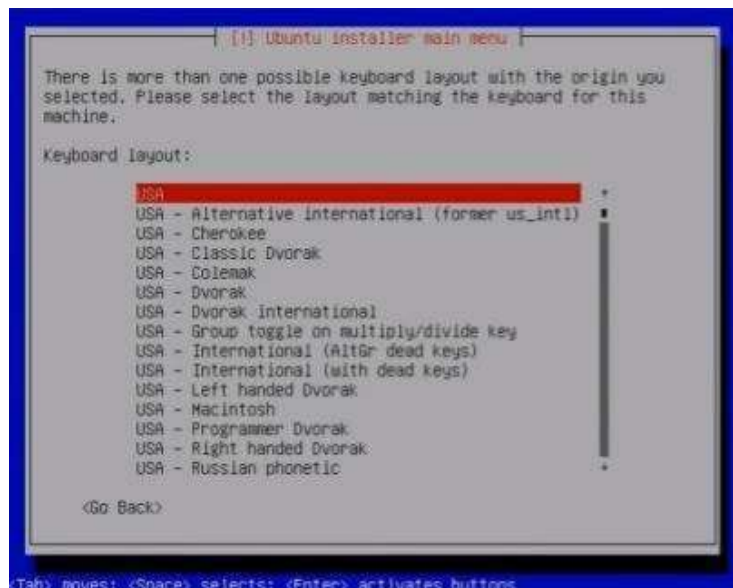 [!] Ubuntu installer main menu
There is more than one possible keyboard layout with the origin you
selected. Please select the layout matching the keyboard for this
machine.
Keyboard layout:
USA
USA - Alternative international (former us_intl)
USA - Cherokee
USA - Classic Dvorak
USA - Colemak
USA - Dvorak
USA - Dvorak international
USA - Group toggle on multiply/divide key
USA - International (AltGr dead keys)
USA - International (with dead keys)
USA - Left handed Dvorak
USA - Macintosh
USA - Programmer Dvorak
USA - Right handed Dvorak
USA - Russian phonetic
<Go Back>
<Tab> moves; <Space> selects; <Enter> activates buttons